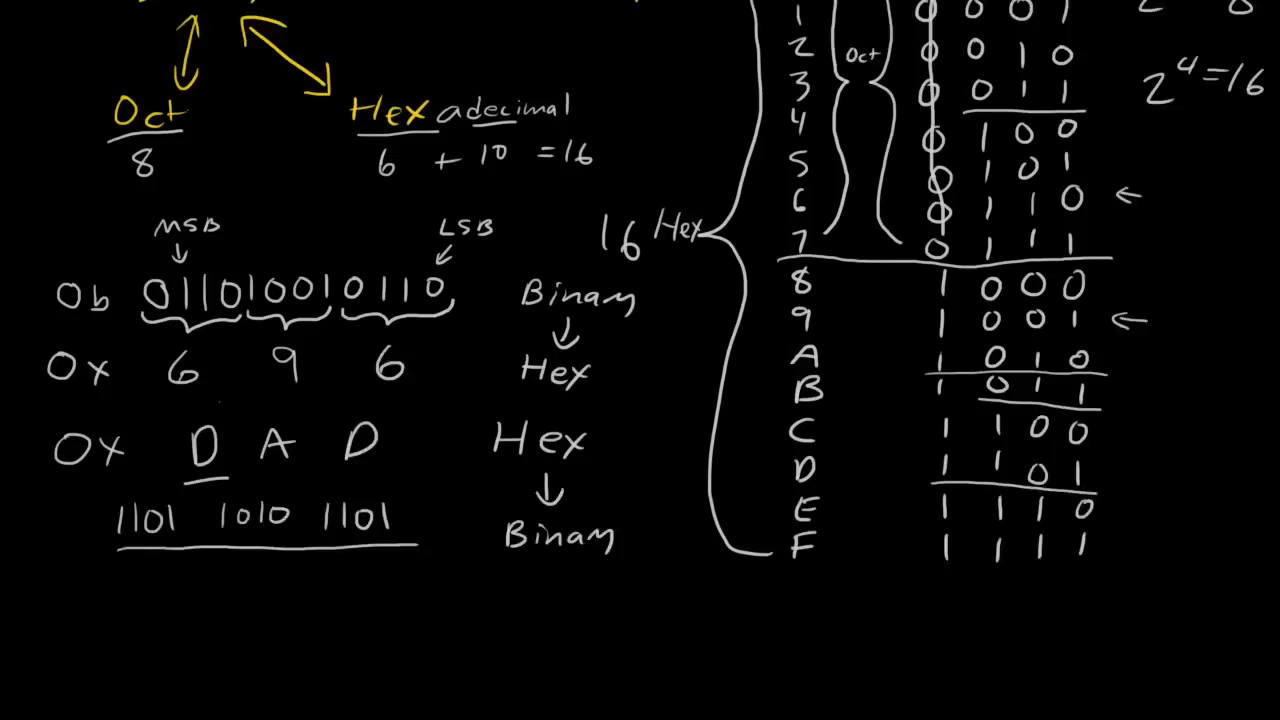 Oct
8
Hexadecimal
6 + 10 = 16
MSB LSB
0b 011010010110 Binary
0x 6 9 6 Hex
0x D A D Hex
1101 1010 1101 Binary
16 Hex
Oct
1 0 0 0 1
2 0 0 1 0
3 0 0 1 1
4 0 1 0 0
5 0 1 0 1
6 0 1 1 0 ←
7 0 1 1 1
8 1 0 0 0
9 1 0 0 1 ←
A 1 0 1 0
B 1 0 1 1
C 1 1 0 0
D 1 1 0 1
E 1 1 1 0
F 1 1 1 1
2⁴=16